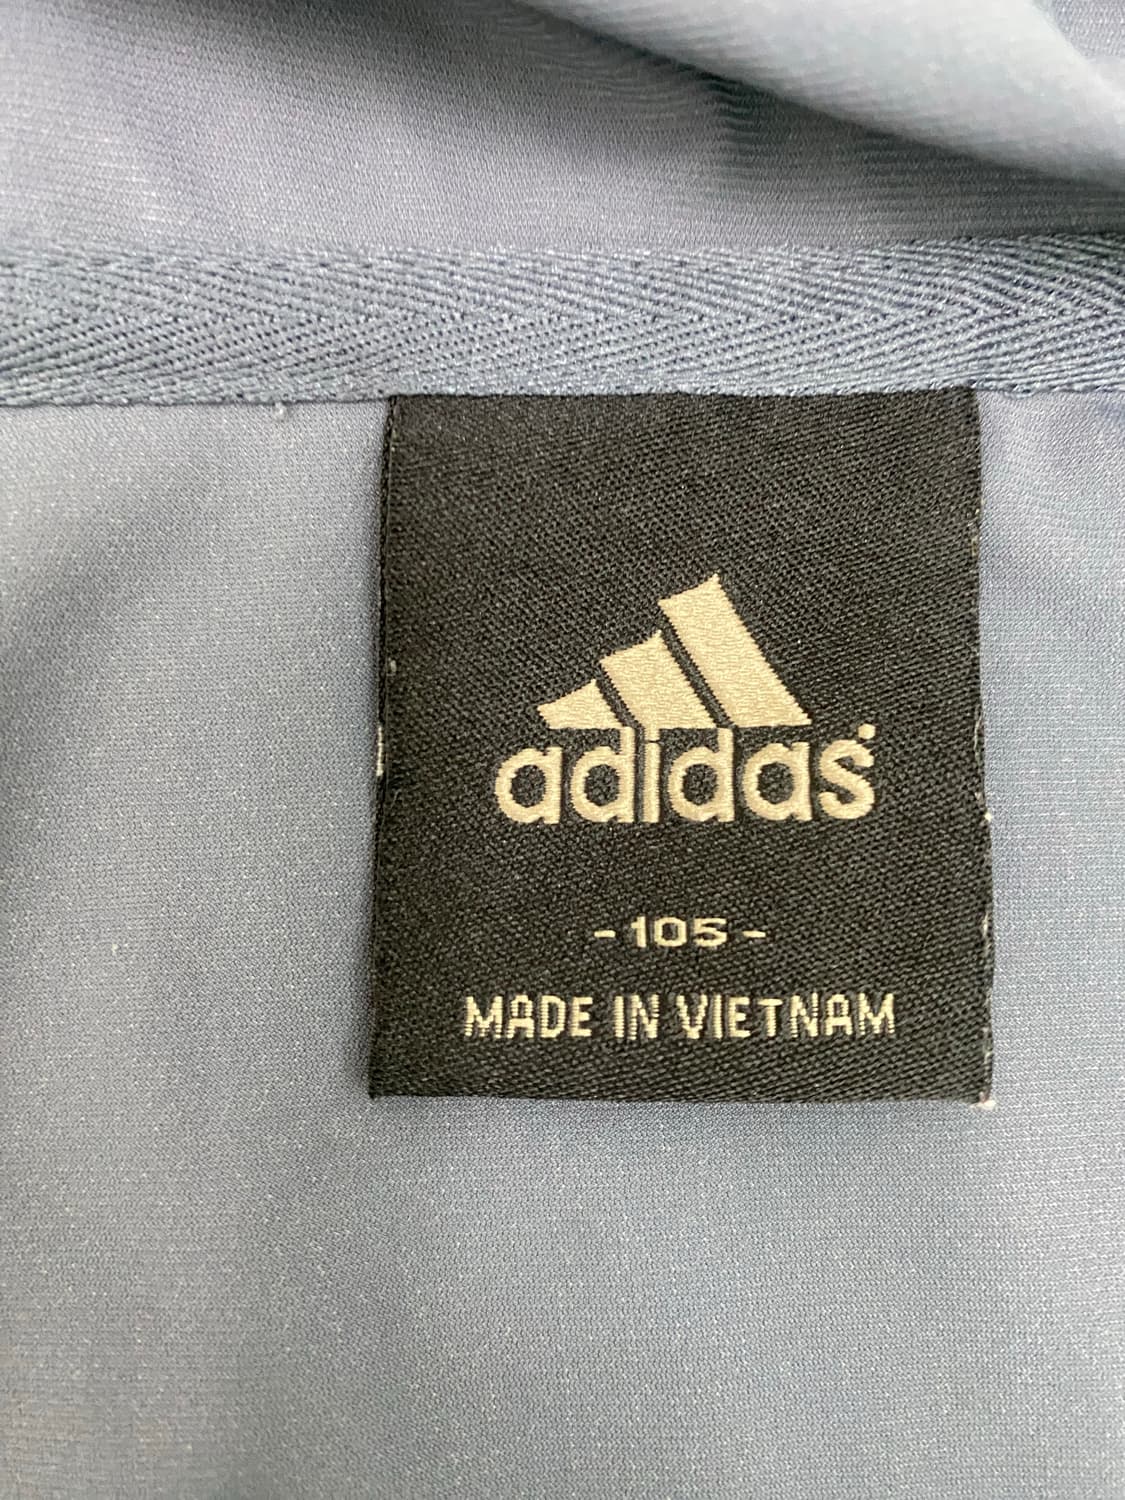 adidas
- 105 -
MADE IN VIETNAM